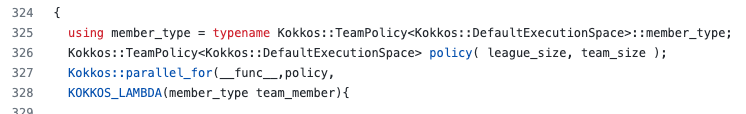 324 {
325 using member_type = typename Kokkos::TeamPolicy<Kokkos::DefaultExecutionSpace>::member_type;
326 Kokkos::TeamPolicy<Kokkos::DefaultExecutionSpace> policy( league_size, team_size );
327 Kokkos::parallel_for(__func__,policy,
328 KOKKOS_LAMBDA(member_type team_member){
329